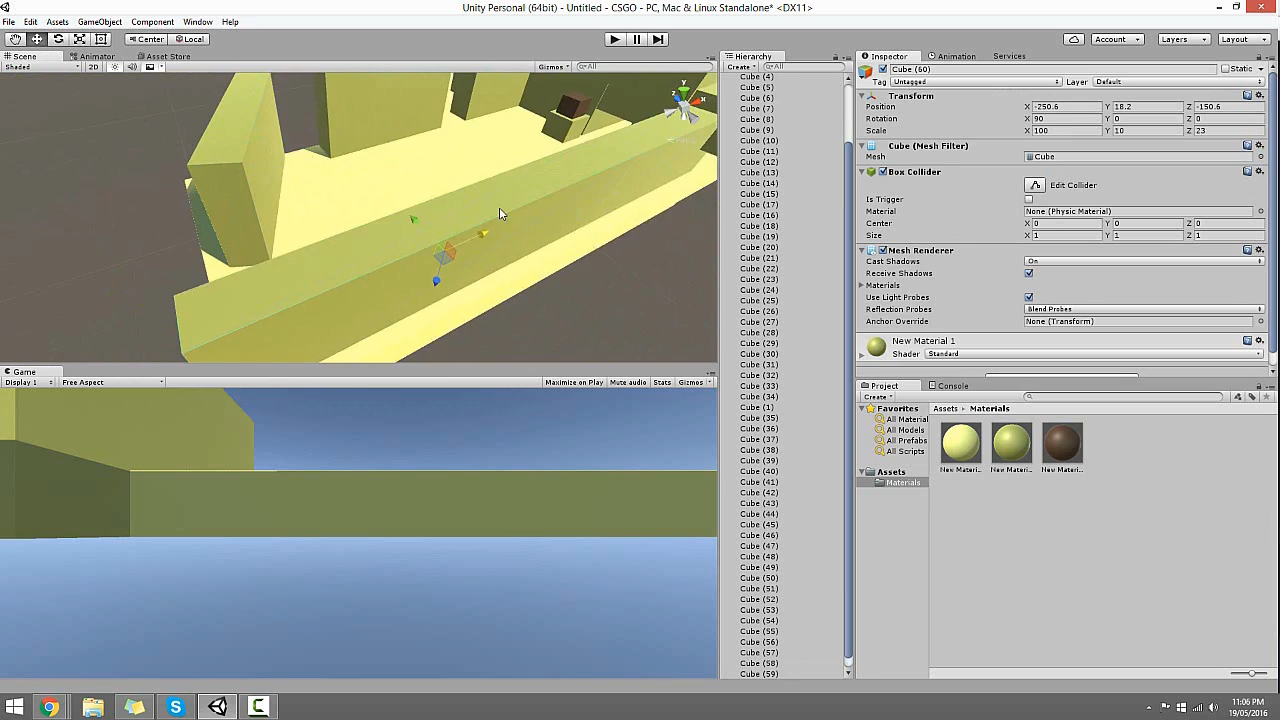 Unity Personal (64bit) - Untitled - CSGO - PC, Mac & Linux Standalone* <DX11>
File Edit Assets GameObject Component Window Help
Center Local Account Layers Layout
Scene Animator Asset Store
Shaded 2D Gizmos All
Y
X
Z
Game
Display 1 Free Aspect Maximize on Play Mute audio Stats Gizmos
Hierarchy
Create All
Cube (4)
Cube (5)
Cube (6)
Cube (7)
Cube (8)
Cube (9)
Cube (10)
Cube (11)
Cube (12)
Cube (13)
Cube (14)
Cube (15)
Cube (17)
Cube (16)
Cube (18)
Cube (19)
Cube (20)
Cube (21)
Cube (22)
Cube (23)
Cube (24)
Cube (25)
Cube (26)
Cube (27)
Cube (28)
Cube (29)
Cube (30)
Cube (31)
Cube (32)
Cube (33)
Cube (34)
Cube (1)
Cube (35)
Cube (36)
Cube (37)
Cube (38)
Cube (39)
Cube (40)
Cube (41)
Cube (42)
Cube (43)
Cube (44)
Cube (45)
Cube (46)
Cube (47)
Cube (48)
Cube (49)
Cube (50)
Cube (51)
Cube (52)
Cube (53)
Cube (54)
Cube (55)
Cube (56)
Cube (57)
Cube (58)
Cube (59)
Inspector Animation Services
Cube (60) Static
Tag Untagged Layer Default
Transform
Position X -250.6 Y 18.2 Z -150.6
Rotation X 90 Y 0 Z 0
Scale X 100 Y 10 Z 23
Cube (Mesh Filter)
Mesh Cube
Box Collider
Edit Collider
Is Trigger
Material None (Physic Material)
Center X 0 Y 0 Z 0
Size X 1 Y 1 Z 1
Mesh Renderer
Cast Shadows On
Receive Shadows
Materials
Use Light Probes
Reflection Probes Blend Probes
Anchor Override None (Transform)
New Material 1
Shader Standard
Project Console
Create
Favorites
All Material
All Models
All Prefabs
All Scripts
Assets
Materials
Assets Materials
New Materi... New Materi... New Materi...
11:06 PM
19/05/2016